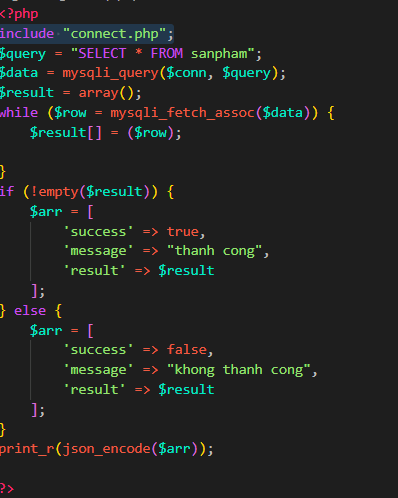 <?php
include "connect.php";
$query = "SELECT * FROM sanpham";
$data = mysqli_query($conn, $query);
$result = array();
while ($row = mysqli_fetch_assoc($data)) {
    $result[] = ($row);

}
if (!empty($result)) {
    $arr = [
        'success' => true,
        'message' => "thanh cong",
        'result' => $result
    ];
} else {
    $arr = [
        'success' => false,
        'message' => "khong thanh cong",
        'result' => $result
    ];
}
print_r(json_encode($arr));

?>